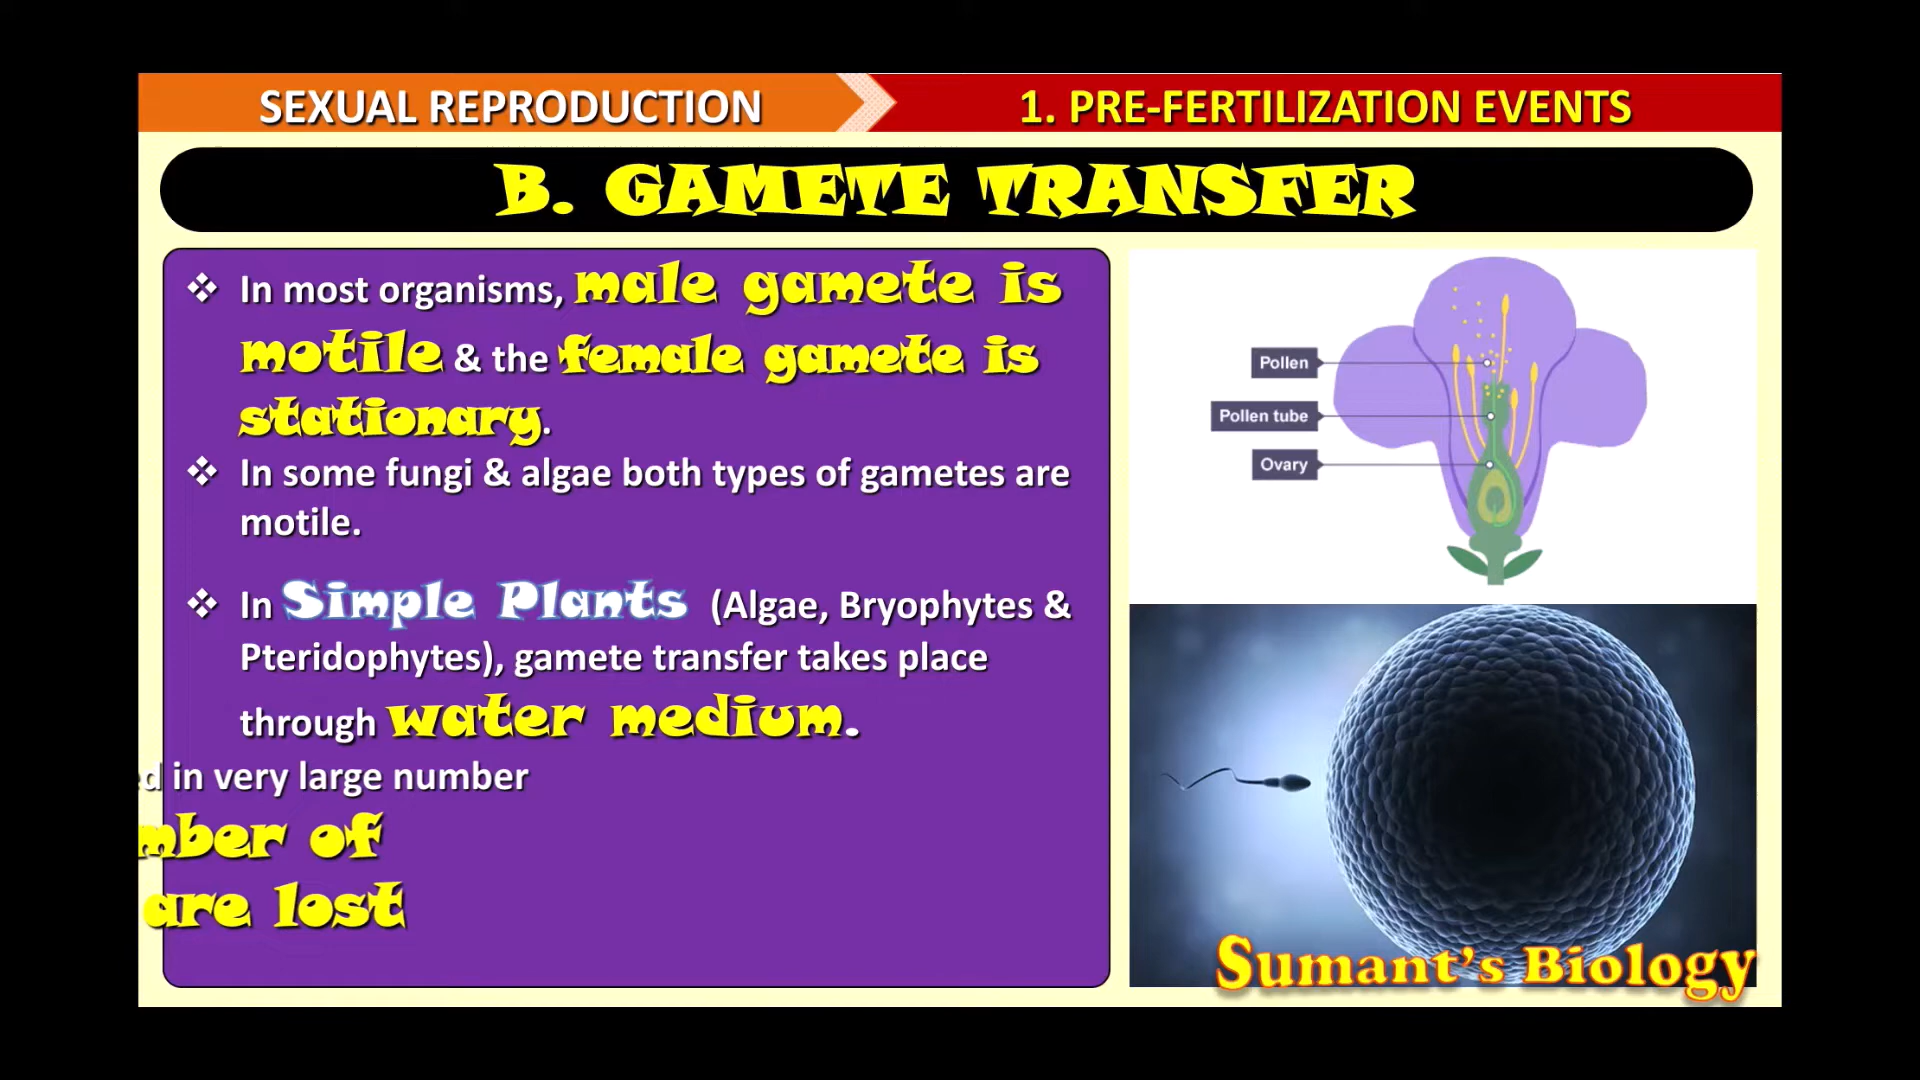 SEXUAL REPRODUCTION
1. PRE-FERTILIZATION EVENTS
B. GAMETE TRANSFER
❖ In most organisms, male gamete is
motile & the female gamete is
stationary.
❖ In some fungi & algae both types of gametes are
motile.
❖ In Simple Plants (Algae, Bryophytes &
Pteridophytes), gamete transfer takes place
through water medium.
in very large number
of
are lost
Pollen
Pollen tube
Ovary
Sumant's Biology